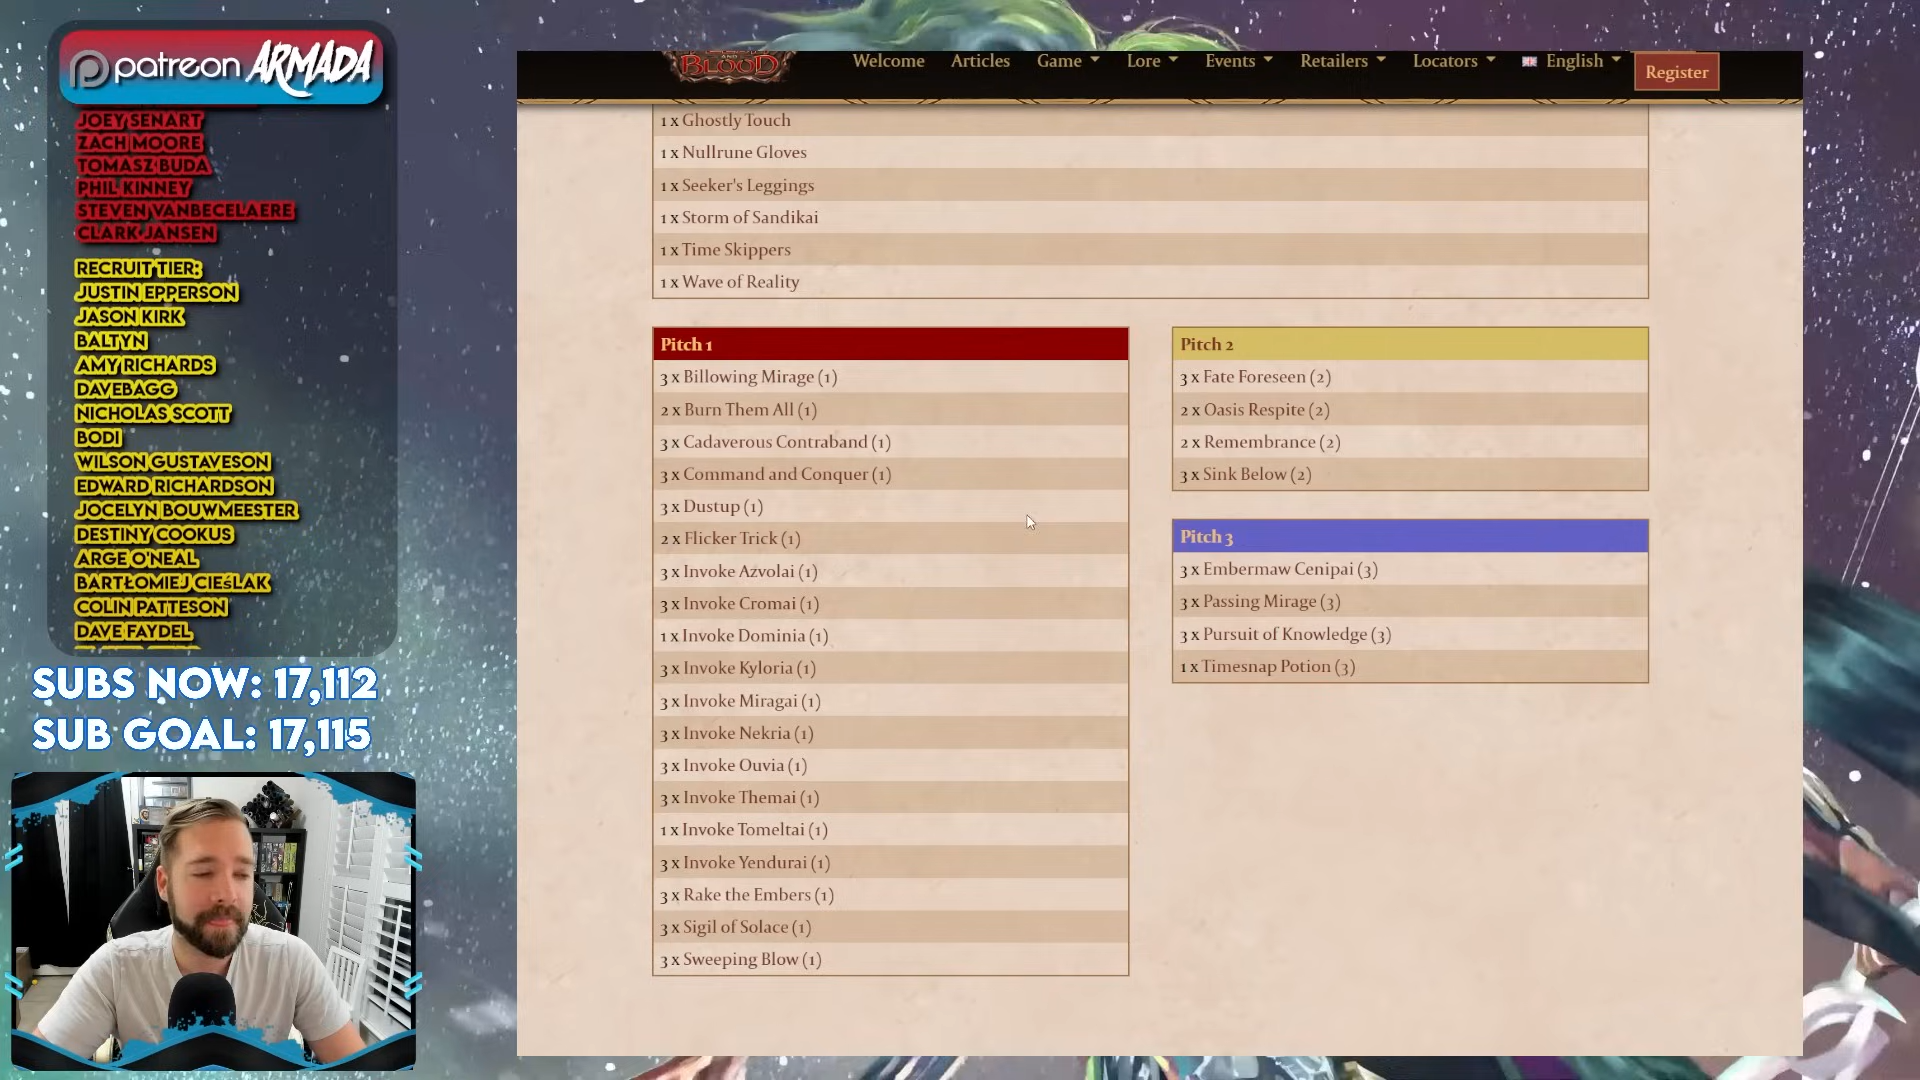 patreon ARMADA
JOEY SENART
ZACH MOORE
TOMASZ BUDA
PHIL KINNEY
STEVEN VANBECELAERE
CLARK JANSEN
RECRUIT TIER:
JUSTIN EPPERSON
JASON KIRK
BALTYN
AMY RICHARDS
DAVEBAGG
NICHOLAS SCOTT
BODI
WILSON GUSTAVESON
EDWARD RICHARDSON
JOCELYN BOUWMEESTER
DESTINY COOKUS
ARGE O'NEAL
BARTŁOMIEJ CIEŚLAK
COLIN PATTESON
DAVE FAYDEL
SUBS NOW: 17,112
SUB GOAL: 17,115
BLOOD
Welcome
Articles
Game
Lore
Events
Retailers
Locators
English
Register
1 x Ghostly Touch
1 x Nullrune Gloves
1 x Seeker's Leggings
1 x Storm of Sandikai
1 x Time Skippers
1 x Wave of Reality
Pitch 1
3 x Billowing Mirage (1)
2 x Burn Them All (1)
3 x Cadaverous Contraband (1)
3 x Command and Conquer (1)
3 x Dustup (1)
2 x Flicker Trick (1)
3 x Invoke Azvolai (1)
3 x Invoke Cromai (1)
1 x Invoke Dominia (1)
3 x Invoke Kyloria (1)
3 x Invoke Miragai (1)
3 x Invoke Nekria (1)
3 x Invoke Ouvia (1)
3 x Invoke Themai (1)
1 x Invoke Tomeltai (1)
3 x Invoke Yendurai (1)
3 x Rake the Embers (1)
3 x Sigil of Solace (1)
3 x Sweeping Blow (1)
Pitch 2
3 x Fate Foreseen (2)
2 x Oasis Respite (2)
2 x Remembrance (2)
3 x Sink Below (2)
Pitch 3
3 x Embermaw Cenipai (3)
3 x Passing Mirage (3)
3 x Pursuit of Knowledge (3)
1 x Timesnap Potion (3)